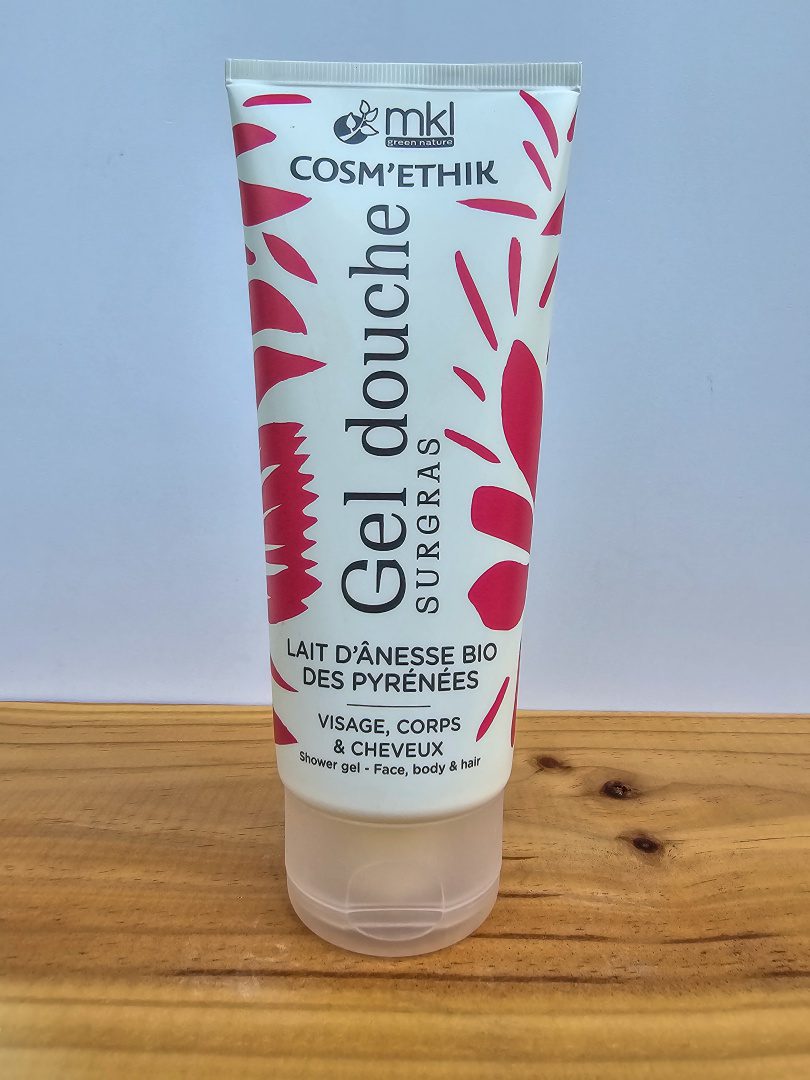 mkl
green nature
COSM'ETHIK
Gel douche
SURGRAS
LAIT D'ÂNESSE BIO
DES PYRÉNÉES
VISAGE, CORPS
& CHEVEUX
Shower gel - Face, body & hair